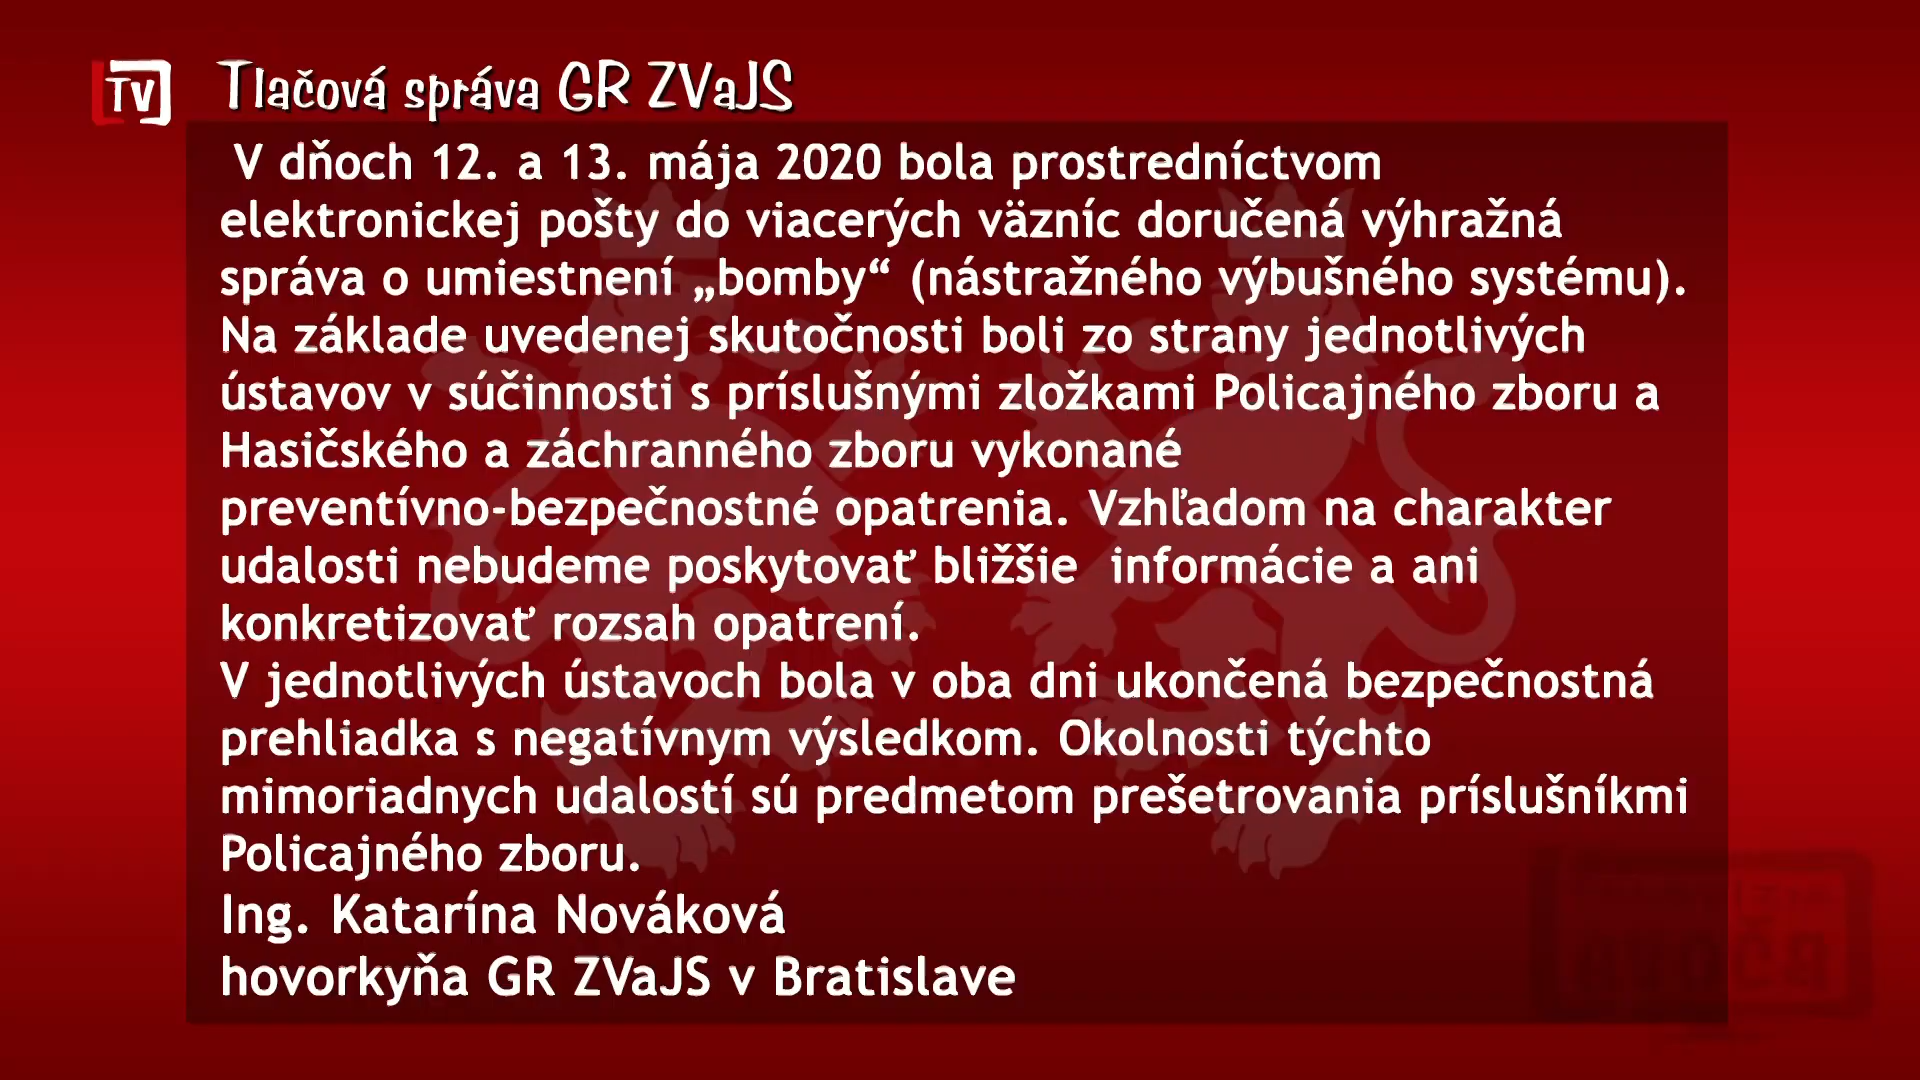 TV
Tlačová správa GR ZVaJS
V dňoch 12. a 13. mája 2020 bola prostredníctvom
elektronickej pošty do viacerých väzníc doručená výhražná
správa o umiestnení „bomby“ (nástražného výbušného systému).
Na základe uvedenej skutočnosti boli zo strany jednotlivých
ústavov v súčinnosti s príslušnými zložkami Policajného zboru a
Hasičského a záchranného zboru vykonané
preventívno-bezpečnostné opatrenia. Vzhľadom na charakter
udalosti nebudeme poskytovať bližšie  informácie a ani
konkretizovať rozsah opatrení.
V jednotlivých ústavoch bola v oba dni ukončená bezpečnostná
prehliadka s negatívnym výsledkom. Okolnosti týchto
mimoriadnych udalostí sú predmetom prešetrovania príslušníkmi
Policajného zboru.
Ing. Katarína Nováková
hovorkyňa GR ZVaJS v Bratislave